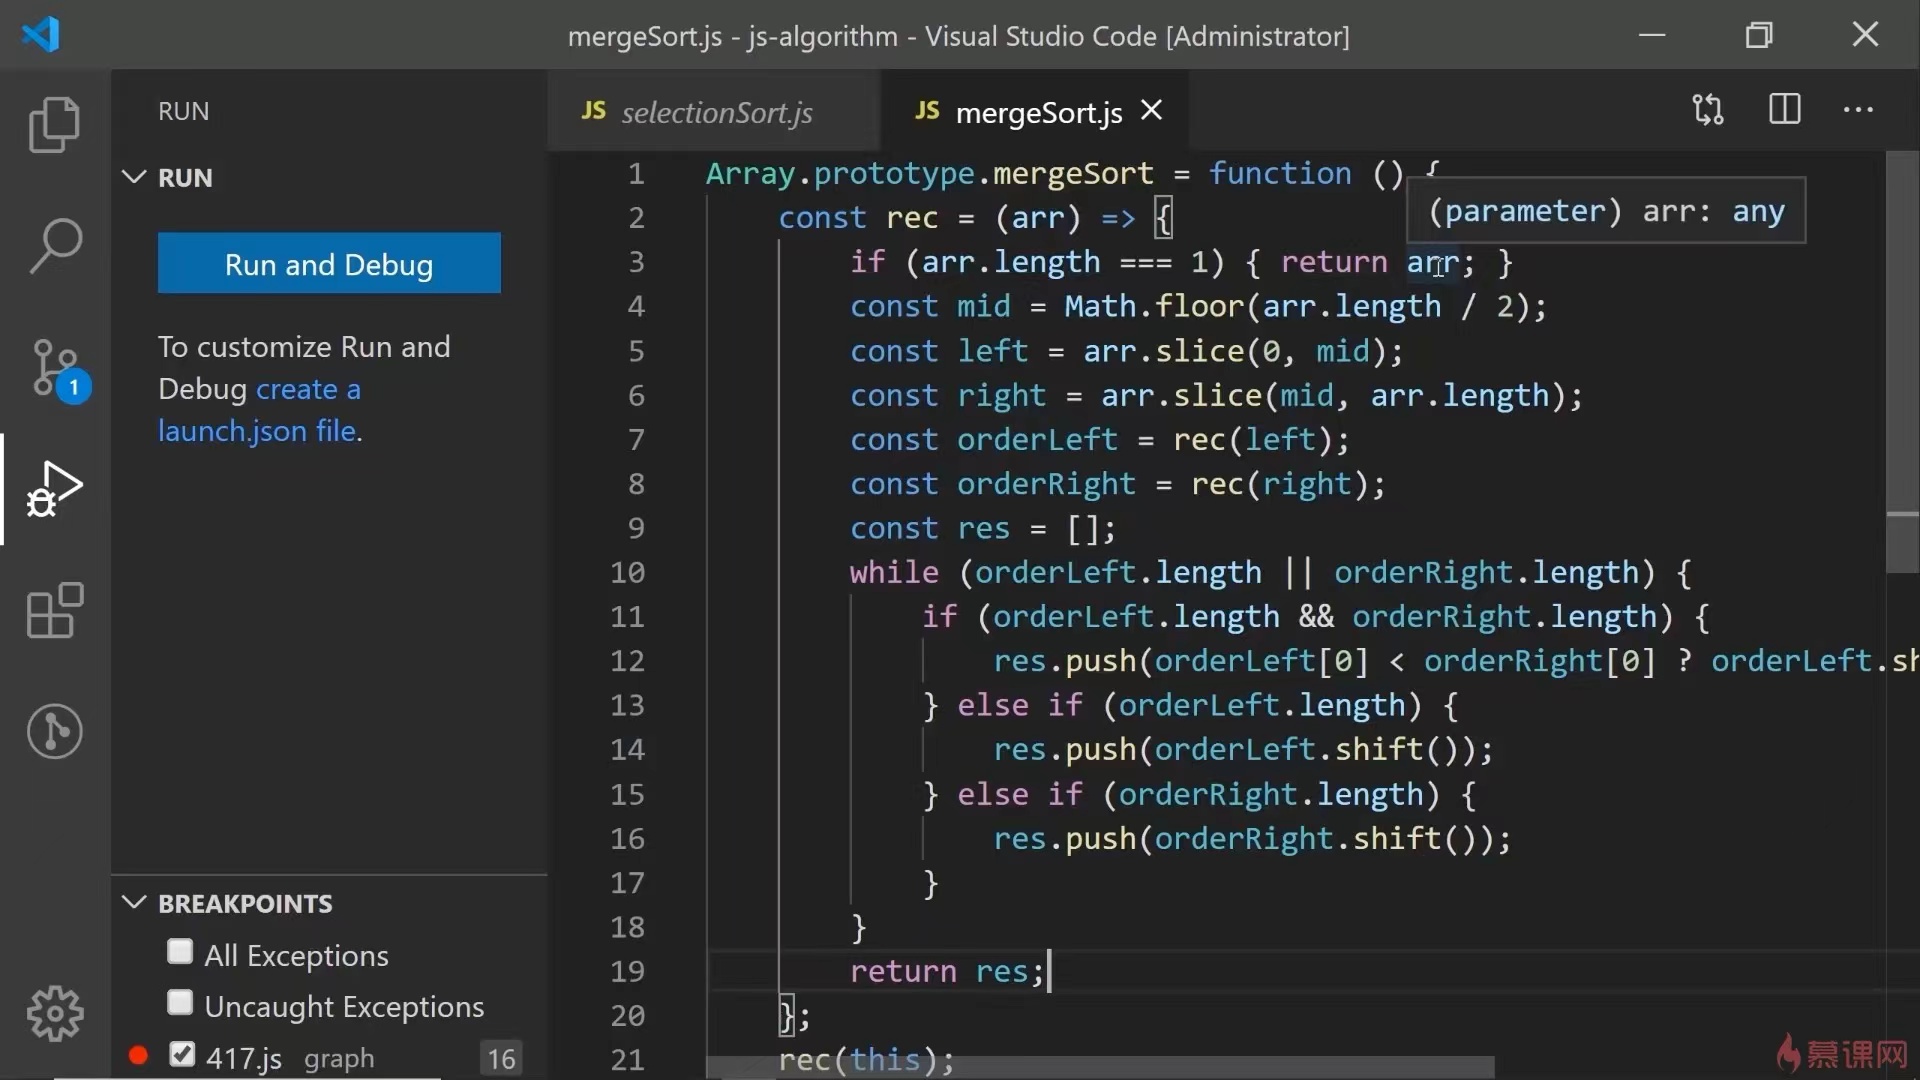 mergeSort.js - js-algorithm - Visual Studio Code [Administrator]
RUN
RUN
Run and Debug
To customize Run and
Debug create a
launch.json file.
BREAKPOINTS
All Exceptions
Uncaught Exceptions
417.js graph 16
1
JS selectionSort.js
JS mergeSort.js
1 Array.prototype.mergeSort = function () {
(parameter) arr: any
2 const rec = (arr) => {
3 if (arr.length === 1) { return arr; }
4 const mid = Math.floor(arr.length / 2);
5 const left = arr.slice(0, mid);
6 const right = arr.slice(mid, arr.length);
7 const orderLeft = rec(left);
8 const orderRight = rec(right);
9 const res = [];
10 while (orderLeft.length || orderRight.length) {
11 if (orderLeft.length && orderRight.length) {
12 res.push(orderLeft[0] < orderRight[0] ? orderLeft.sh
13 } else if (orderLeft.length) {
14 res.push(orderLeft.shift());
15 } else if (orderRight.length) {
16 res.push(orderRight.shift());
17 }
18 }
19 return res;
20 };
21 rec(this);
慕课网